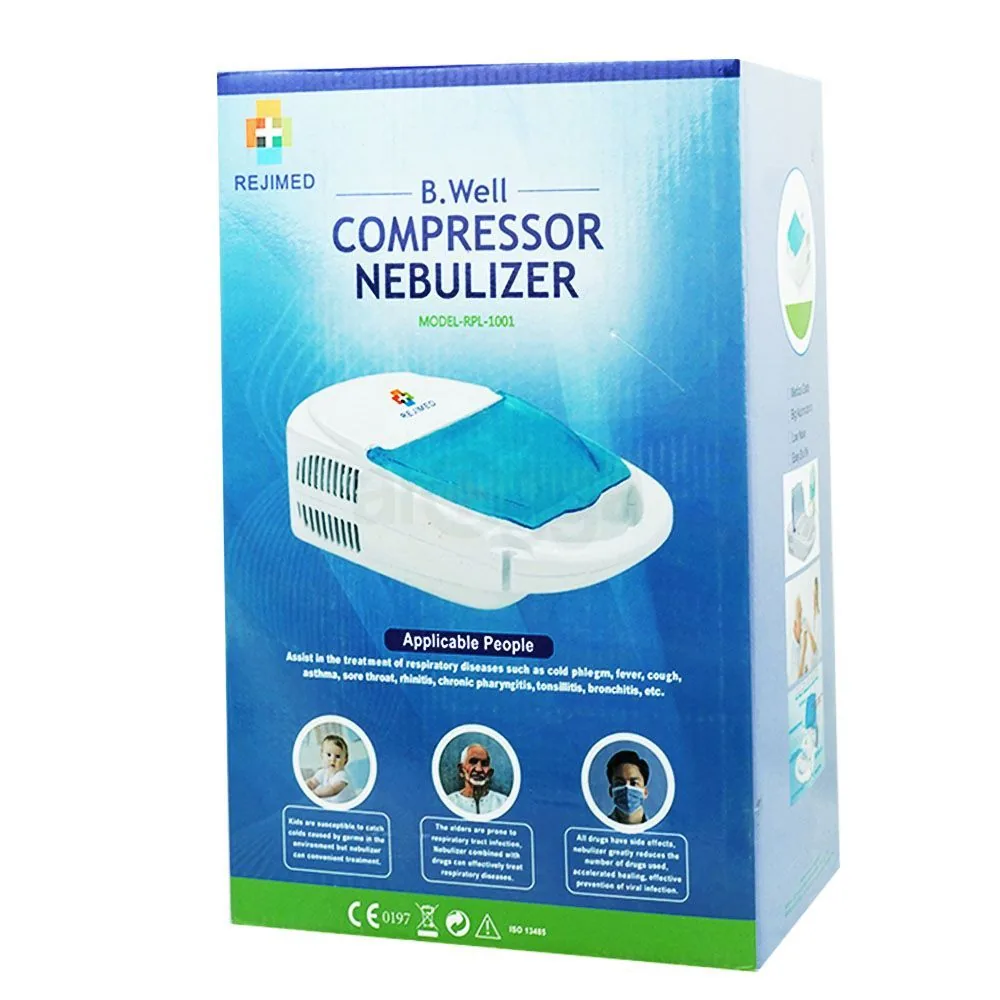 REJIMED
B.Well
COMPRESSOR
NEBULIZER
MODEL-RPL-1001
REJIMED
Applicable People
Assist in the treatment of respiratory diseases such as cold phlegm, fever, cough,
asthma, sore throat, rhinitis, chronic pharyngitis, tonsillitis, bronchitis, etc.
Kids are susceptible to catch
colds caused by germs in the
environment but nebulizer
can convenient treatment.
The elders are prone to
respiratory tract infection,
Nebulizer combined with
drugs can effectively treat
respiratory diseases.
All drugs have side effects,
nebulizer greatly reduces the
number of drugs used,
accelerated healing, effective
prevention of viral infection.
CE 0197
ISO 13485